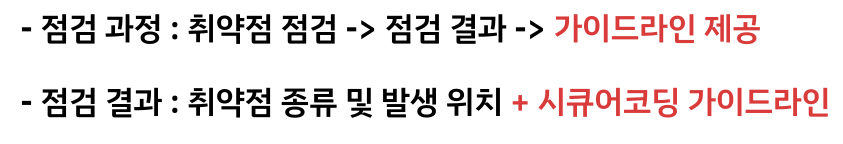 - 점검 과정 : 취약점 점검 -> 점검 결과 -> 가이드라인 제공
- 점검 결과 : 취약점 종류 및 발생 위치 + 시큐어코딩 가이드라인